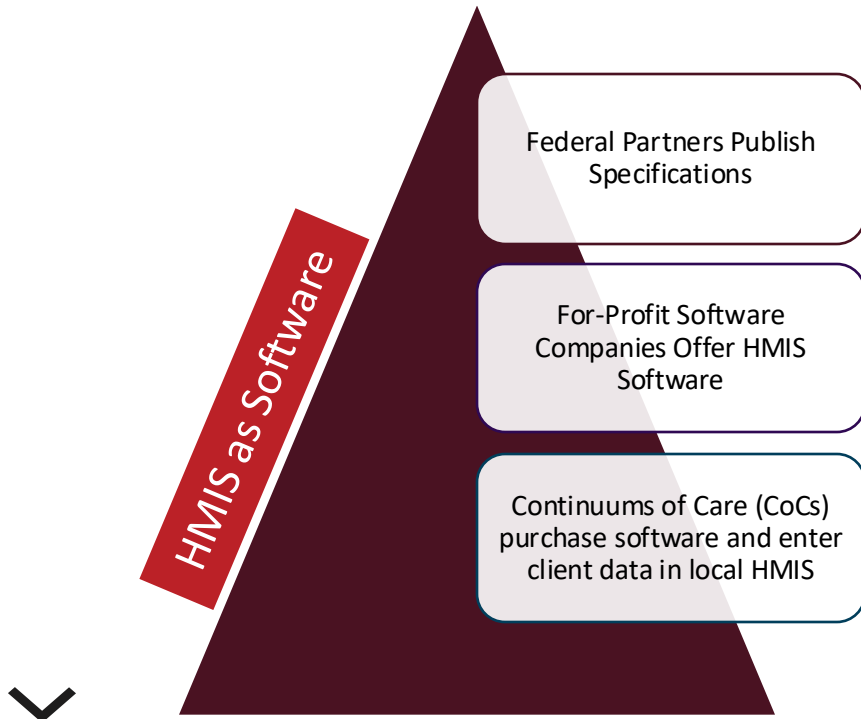 HMIS as Software
Federal Partners Publish
Specifications
For-Profit Software
Companies Offer HMIS
Software
Continuums of Care (CoCs)
purchase software and enter
client data in local HMIS